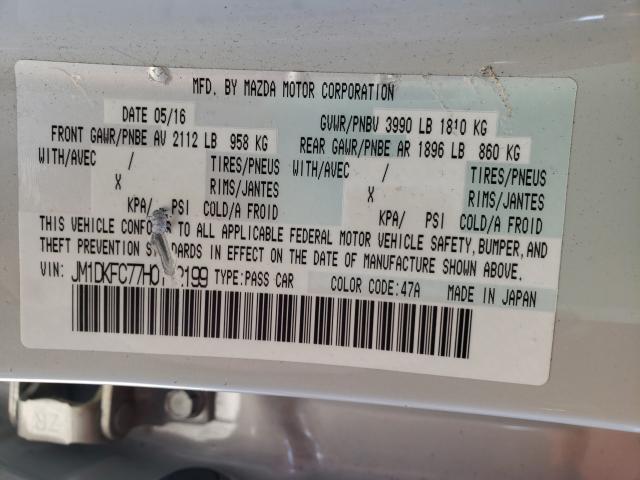 MFD. BY MAZDA MOTOR CORPORATION
DATE 05/16 GVWR/PNBV 3990 LB 1810 KG
FRONT GAWR/PNBE AV 2112 LB 958 KG REAR GAWR/PNBE AR 1896 LB 860 KG
WITH/AVEC / TIRES/PNEUS WITH/AVEC / TIRES/PNEUS
X RIMS/JANTES X RIMS/JANTES
KPA/ PSI COLD/A FROID KPA/ PSI COLD/A FROID
THIS VEHICLE CONFORMS TO ALL APPLICABLE FEDERAL MOTOR VEHICLE SAFETY, BUMPER, AND
THEFT PREVENTION STANDARDS IN EFFECT ON THE DATE OF MANUFACTURE SHOWN ABOVE.
VIN: TYPE:PASS CAR COLOR CODE:47A MADE IN JAPAN